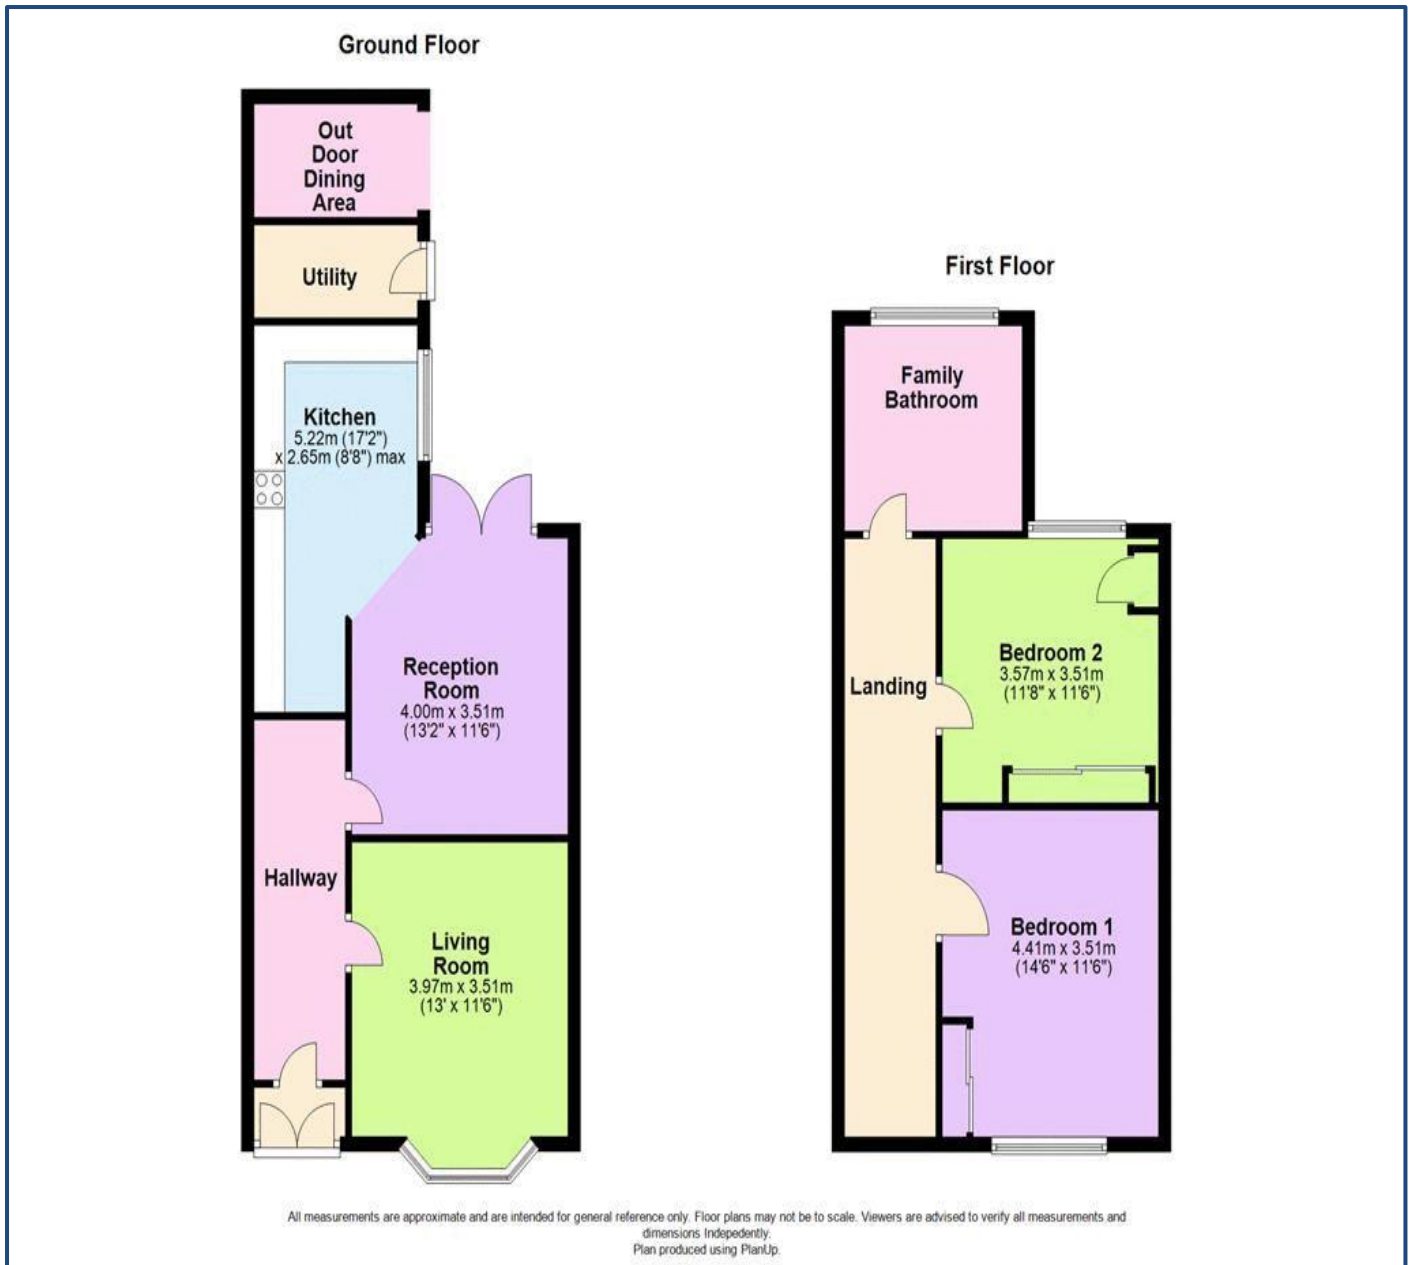 Ground Floor
Out
Door
Dining
Area
Utility
Kitchen
5.22m (17'2")
x 2.65m (8'8") max
Reception
Room
4.00m x 3.51m
(13'2" x 11'6")
Hallway
Living
Room
3.97m x 3.51m
(13' x 11'6")
First Floor
Family
Bathroom
Landing
Bedroom 2
3.57m x 3.51m
(11'8" x 11'6")
Bedroom 1
4.41m x 3.51m
(14'6" x 11'6")
All measurements are approximate and are intended for general reference only. Floor plans may not be to scale. Viewers are advised to verify all measurements and
dimensions Indepedently.
Plan produced using PlanUp.